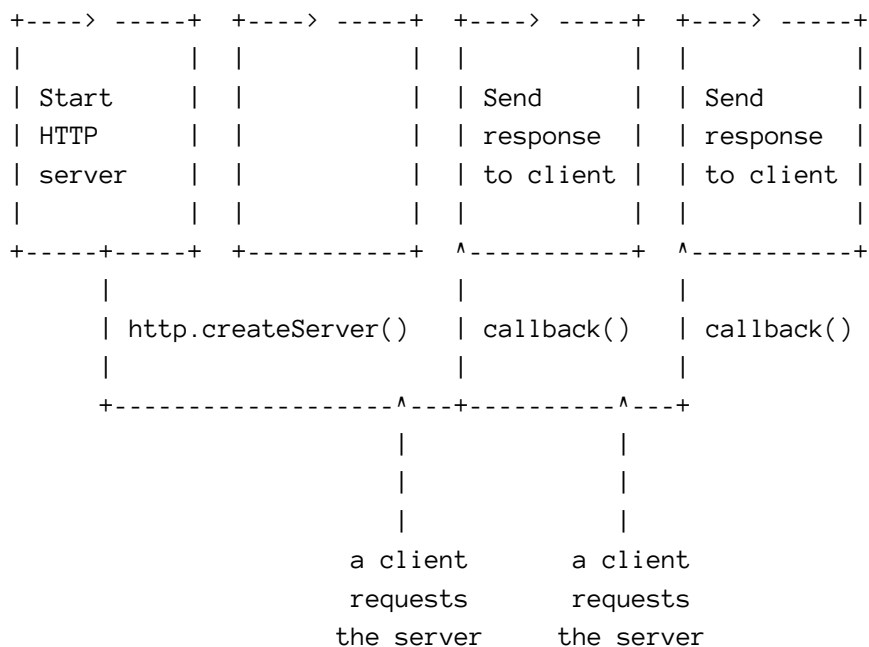 +----> -----+  +----> -----+  +----> -----+  +----> -----+
|           |  |           |  |           |  |           |
| Start     |  |           |  | Send      |  | Send      |
| HTTP      |  |           |  | response  |  | response  |
| server    |  |           |  | to client |  | to client |
|           |  |           |  |           |  |           |
+-----+-----+  +-----------+  ^-----------+  ^-----------+
      |                       |              |
      | http.createServer()   | callback()   | callback()
      |                       |              |
      +-------------------^---+----------^---+
                          |              |
                          |              |
                          |              |
                       a client       a client
                       requests       requests
                      the server     the server